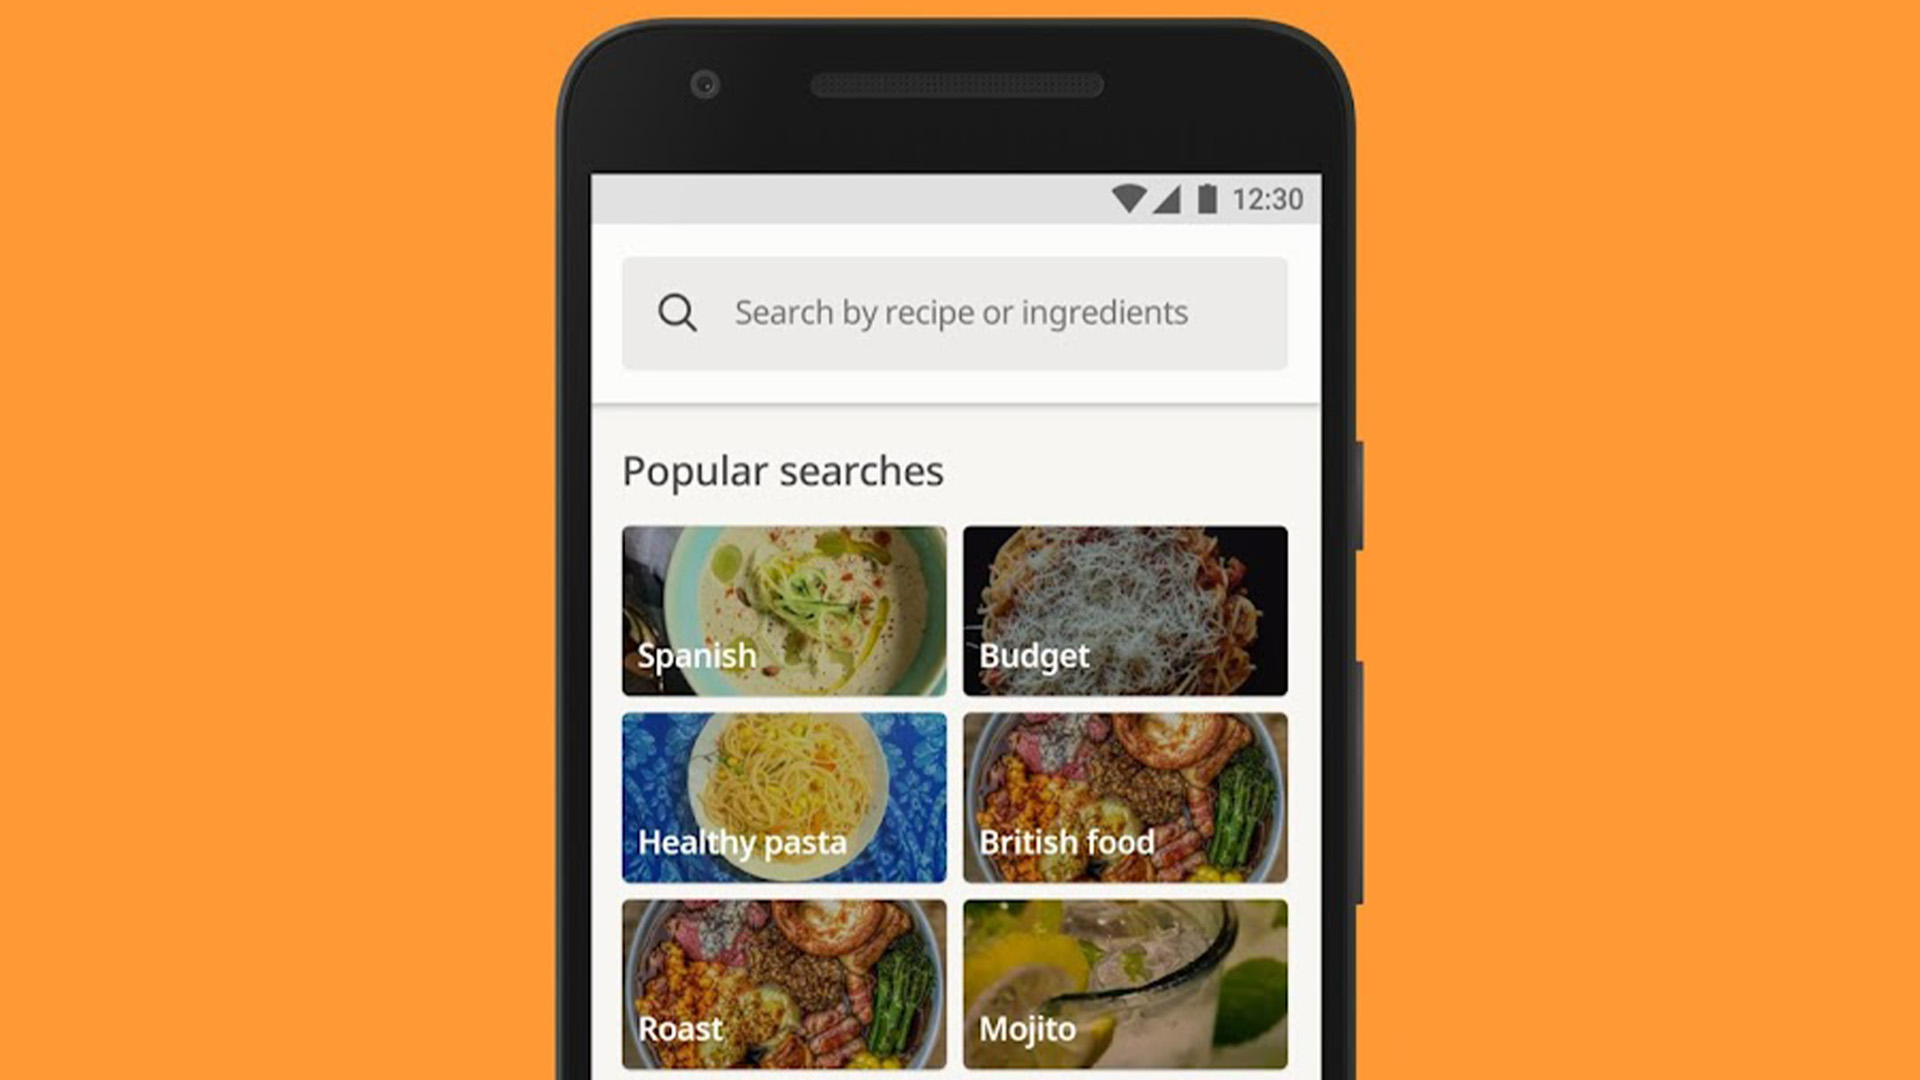 12:30
Search by recipe or ingredients
Popular searches
Spanish
Budget
Healthy pasta
British food
Roast
Mojito